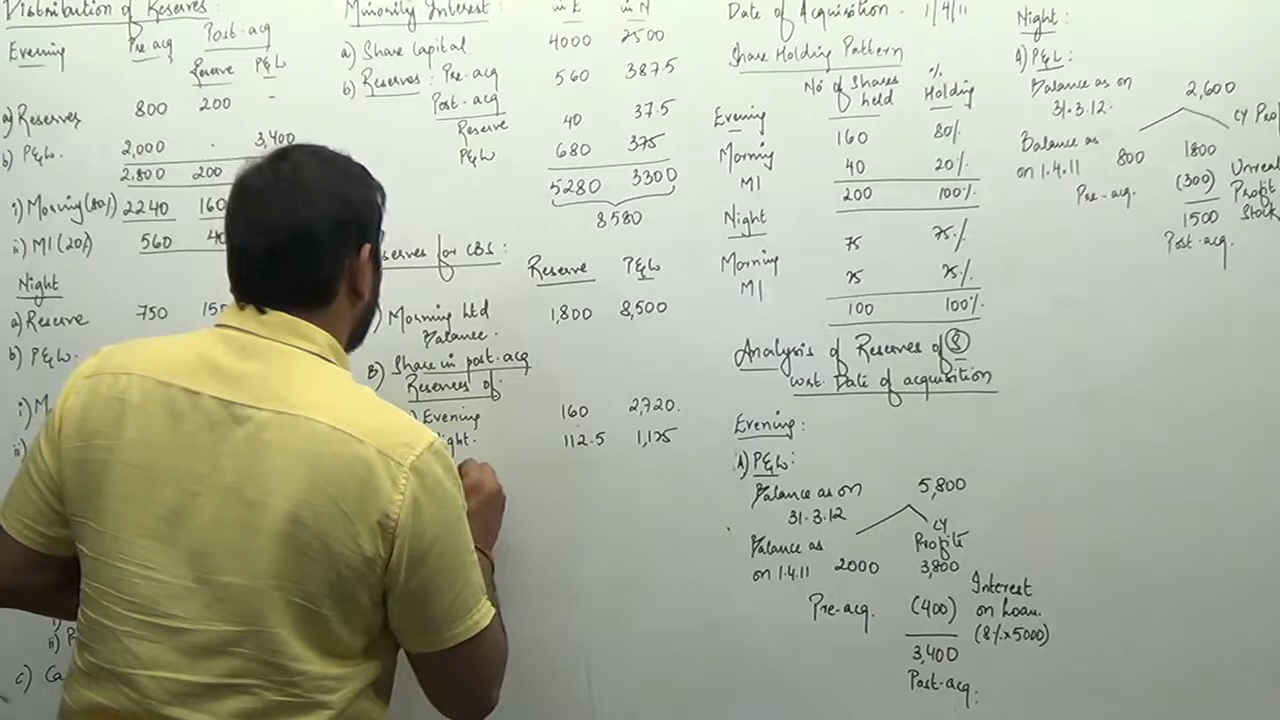 Distribution of Reserves:
Evening Pre-acq Post-acq
Reserve P&L
a) Reserves 800 200 -
b) P&L. 2,000 - 3,400
2,800 200
i) Morning (80%) 2240 160
ii) MI (20%) 560 40
Night
a) Reserve 750 150
b) P&L.
i) M
ii)
ii) P
c) Ca
Minority Interest: in E in N
a) Share Capital 4000 2500
b) Reserves: Pre-acq 560 387.5
Post-acq
Reserve 40 37.5
P&L 680 375
5280 3300
8580
serves for CBS:
Reserve P&L
Morning Ltd 1,800 8,500
Balance.
B) Share in post-acq
Reserves of
Evening 160 2,720.
ight. 112.5 1,125
Date of Acquisition - 1/4/11
Share Holding Pattern
No of Shares held % Holding
Evening
Morning 160 80%
MI 40 20%
200 100%
Night
Morning 75 75%
MI 25 25%
100 100%
Analysis of Reserves of (S)
w.r.t. Date of acquisition
Evening:
A) P&L:
Balance as on 5,800
31.3.12
CY
Balance as Profits
on 1.4.11 2000 3,800
Pre-acq. (400) Interest
on Loan.
(8%x5000)
3,400
Post-acq.
Night:
A) P&L:
Balance as on 2,600
31.3.12.
CY Pro
Balance as
on 1.4.11 800 1800
Pre-acq. (300) Unreal
Profit
Stock
1500
Post-acq.